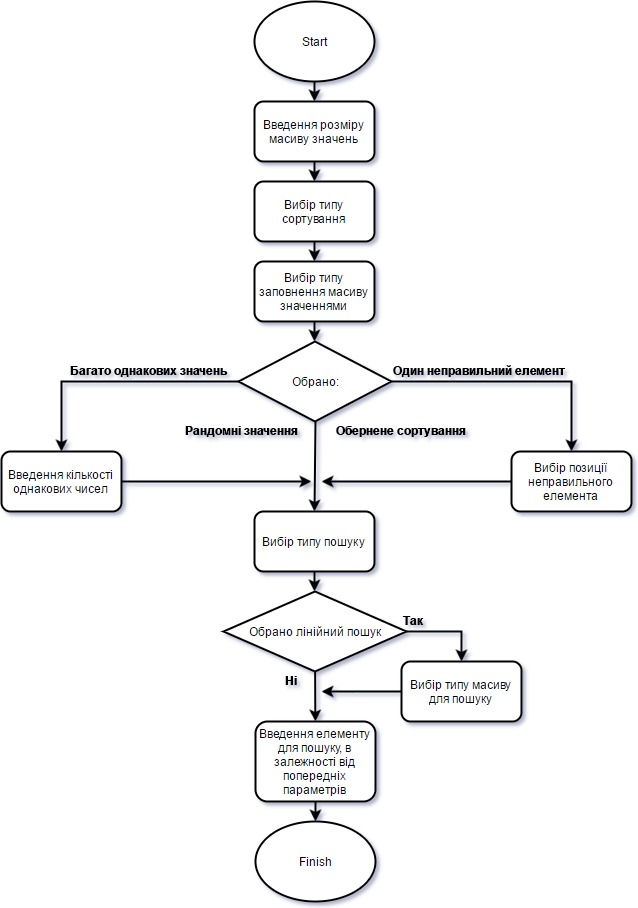 Start
Введення розміру
масиву значень
Вибір типу
сортування
Вибір типу
заповнення масиву
значеннями
Обрано:
Багато однакових значень
Один неправильний елемент
Рандомні значення
Обернене сортування
Введення кількості
однакових чисел
Вибір позиції
неправильного
елемента
Вибір типу пошуку
Обрано лінійний пошук
Так
Ні
Вибір типу масиву
для пошуку
Введення елементу
для пошуку, в
залежності від
попередніх
параметрів
Finish